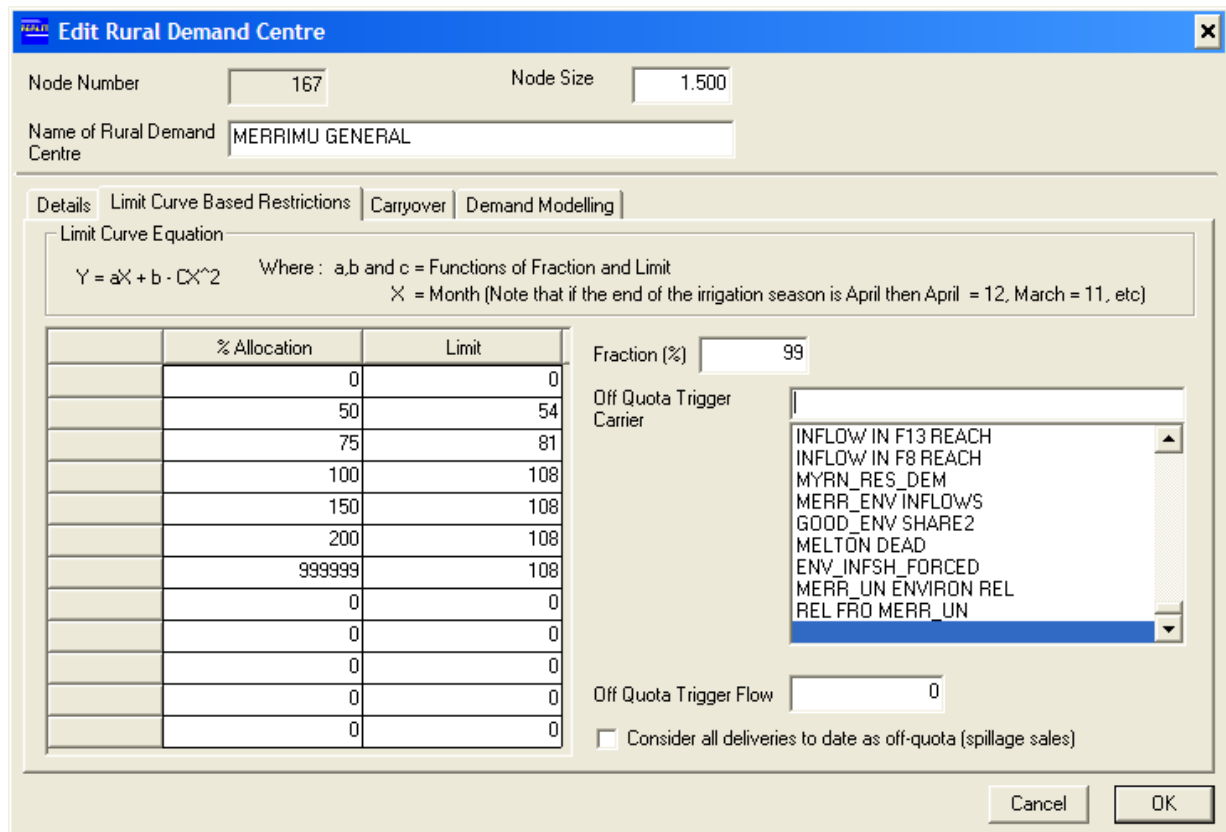 REALM Edit Rural Demand Centre
Node Number 167 Node Size 1.500
Name of Rural Demand Centre MERRIMU GENERAL
Details Limit Curve Based Restrictions Carryover Demand Modelling
Limit Curve Equation
Y = aX + b - CX^2 Where : a,b and c = Functions of Fraction and Limit
X = Month (Note that if the end of the irrigation season is April then April = 12, March = 11, etc)
% Allocation Limit
0 0
50 54
75 81
100 108
150 108
200 108
999999 108
0 0
0 0
0 0
0 0
0 0
Fraction (%) 99
Off Quota Trigger
Carrier
INFLOW IN F13 REACH
INFLOW IN F8 REACH
MYRN_RES_DEM
MERR_ENV INFLOWS
GOOD_ENV SHARE2
MELTON DEAD
ENV_INFSH_FORCED
MERR_UN ENVIRON REL
REL FRO MERR_UN
Off Quota Trigger Flow 0
Consider all deliveries to date as off-quota (spillage sales)
Cancel OK